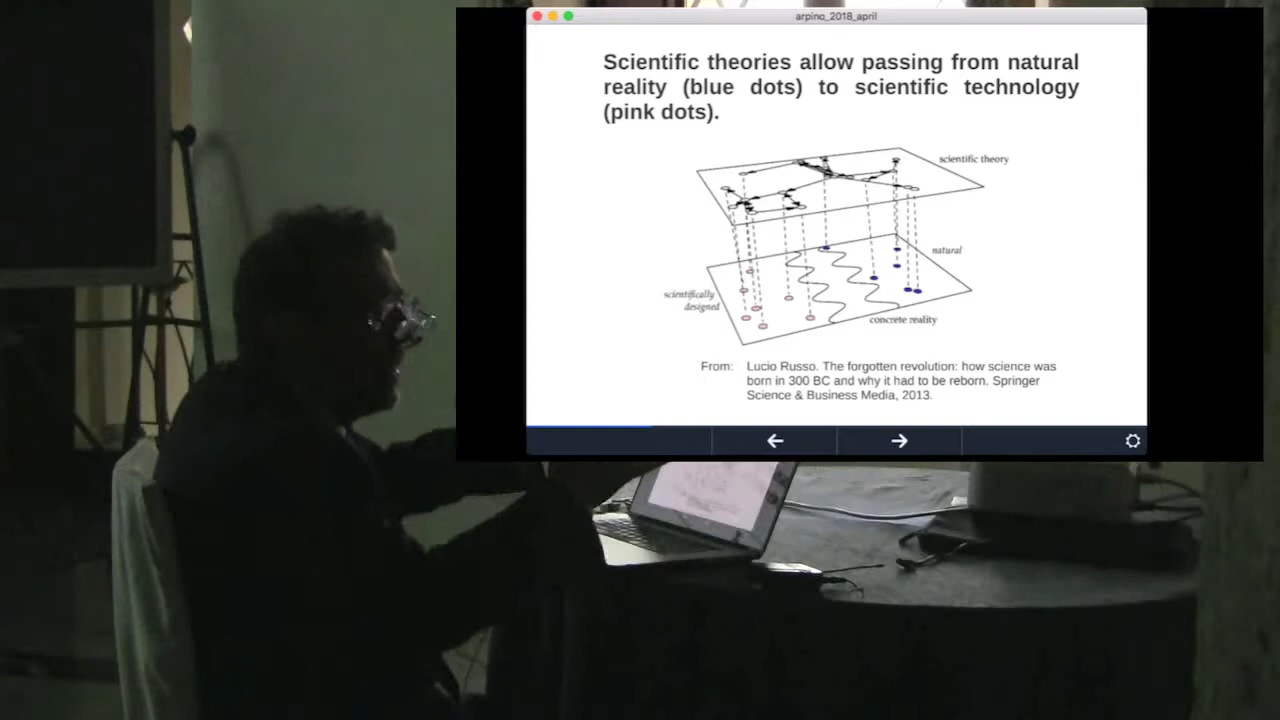 arpino_2018_april
Scientific theories allow passing from natural
reality (blue dots) to scientific technology
(pink dots).
scientific theory
natural
scientifically
designed
concrete reality
From: Lucio Russo. The forgotten revolution: how science was
born in 300 BC and why it had to be reborn. Springer
Science & Business Media, 2013.